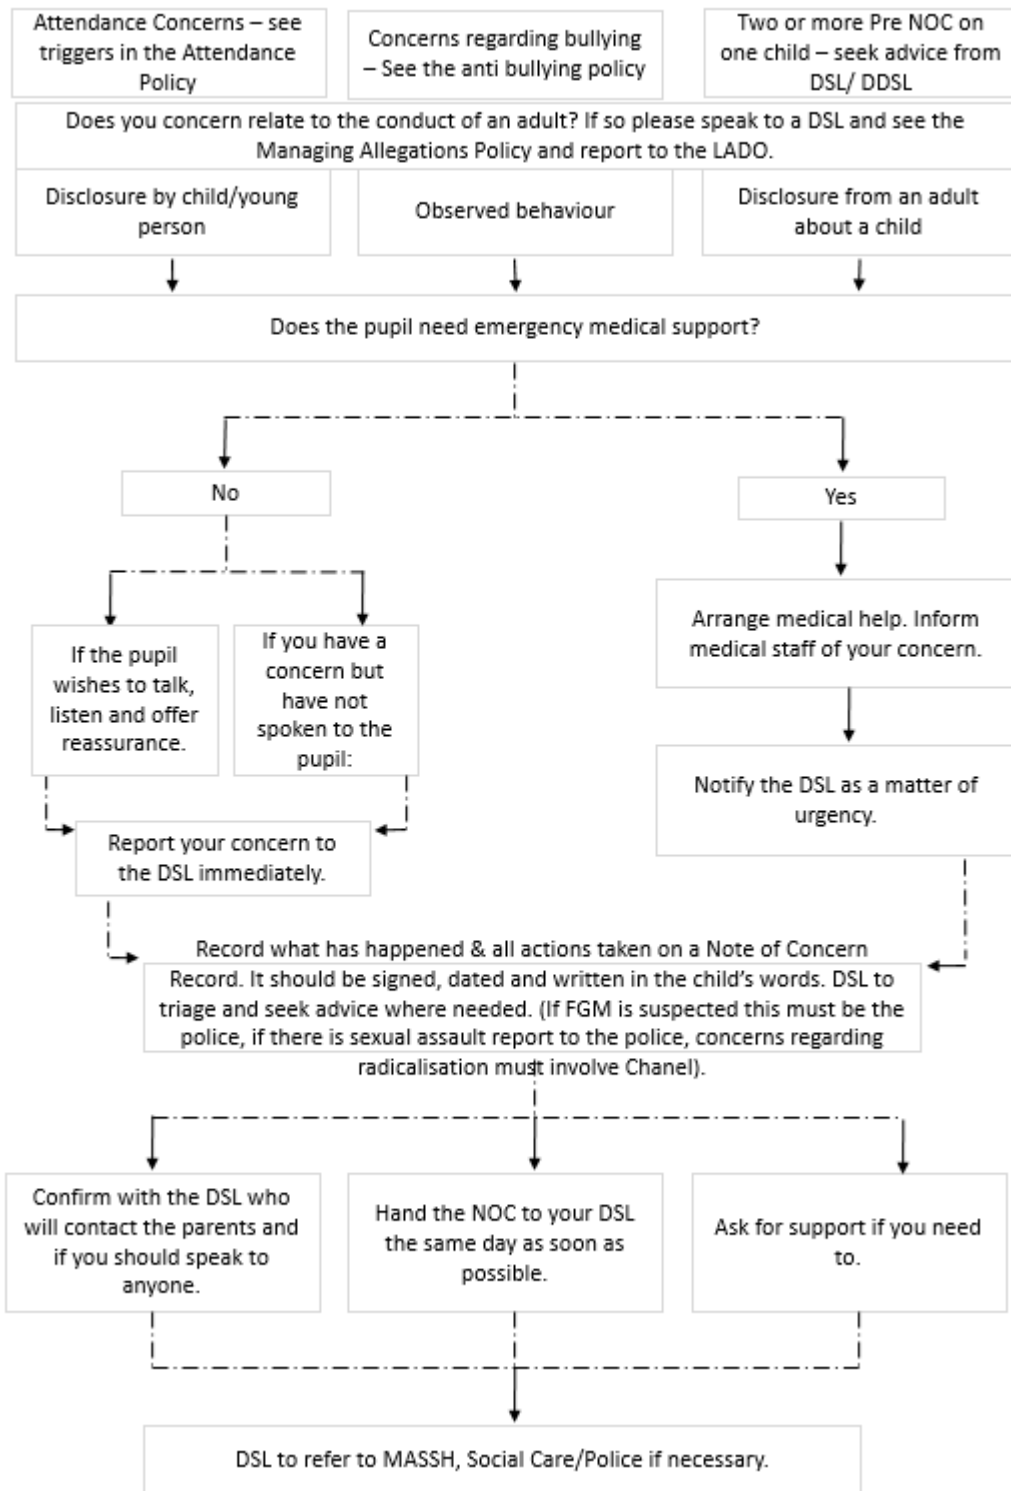 Attendance Concerns – see
triggers in the Attendance
Policy
Concerns regarding bullying
– See the anti bullying policy
Two or more Pre NOC on
one child – seek advice from
DSL/ DDSL
Does you concern relate to the conduct of an adult? If so please speak to a DSL and see the
Managing Allegations Policy and report to the LADO.
Disclosure by child/young
person
Observed behaviour
Disclosure from an adult
about a child
Does the pupil need emergency medical support?
No
Yes
If the pupil
wishes to talk,
listen and offer
reassurance.
If you have a
concern but
have not
spoken to the
pupil:
Arrange medical help. Inform
medical staff of your concern.
Report your concern to
the DSL immediately.
Notify the DSL as a matter of
urgency.
Record what has happened & all actions taken on a Note of Concern
Record. It should be signed, dated and written in the child's words. DSL to
triage and seek advice where needed. (If FGM is suspected this must be the
police, if there is sexual assault report to the police, concerns regarding
radicalisation must involve Chanel).
Confirm with the DSL who
will contact the parents and
if you should speak to
anyone.
Hand the NOC to your DSL
the same day as soon as
possible.
Ask for support if you need
to.
DSL to refer to MASSH, Social Care/Police if necessary.